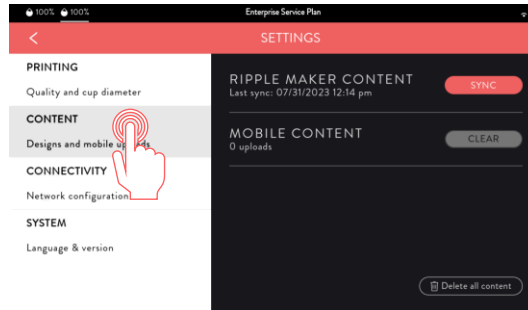 100% 100% Enterprise Service Plan
SETTINGS
PRINTING
Quality and cup diameter
CONTENT
Designs and mobile uploads
CONNECTIVITY
Network configuration
SYSTEM
Language & version
RIPPLE MAKER CONTENT
Last sync: 07/31/2023 12:14 pm
SYNC
MOBILE CONTENT
0 uploads
CLEAR
Delete all content